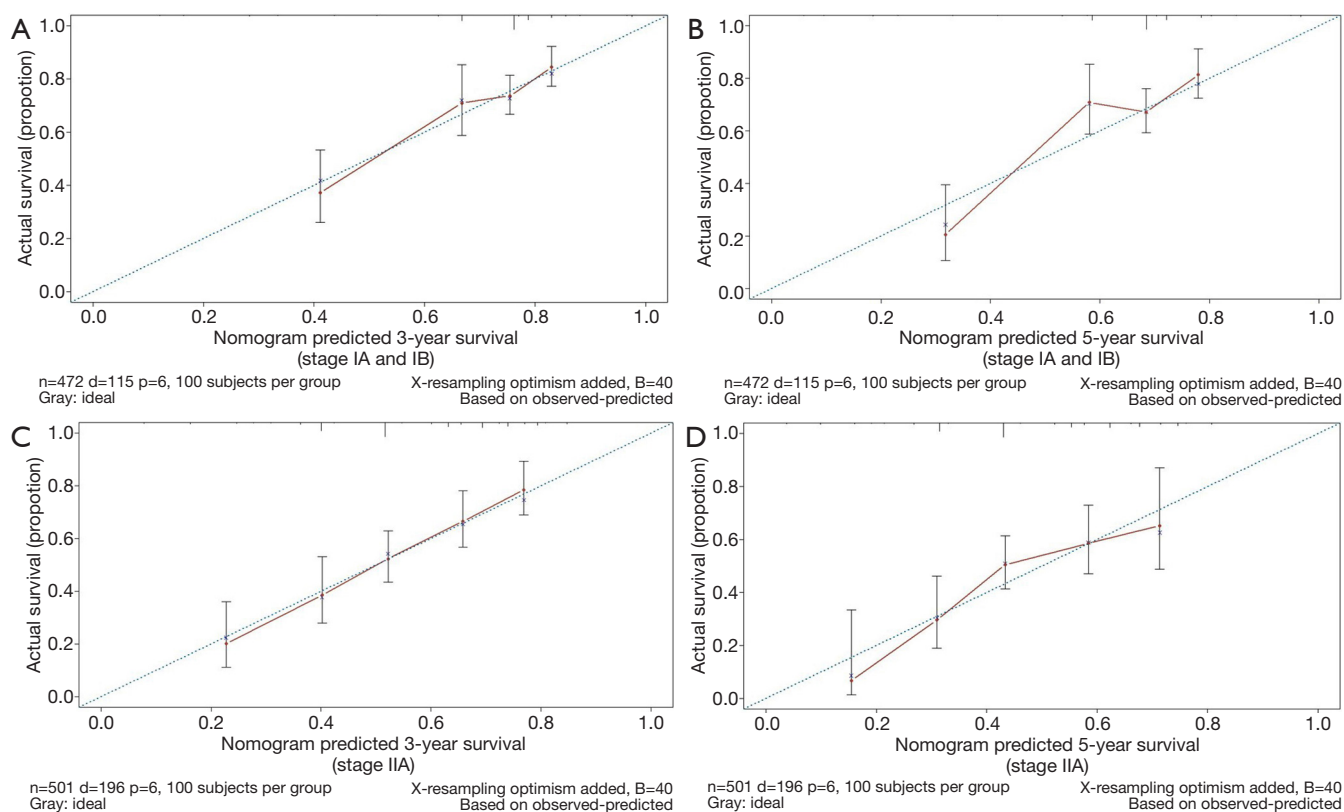 A
Actual survival (propotion)
1.0
0.8
0.6
0.4
0.2
0.0
0.0 0.2 0.4 0.6 0.8 1.0
Nomogram predicted 3-year survival
(stage IA and IB)
n=472 d=115 p=6, 100 subjects per group
Gray: ideal
X-resampling optimism added, B=40
Based on observed-predicted
B
Actual survival (propotion)
1.0
0.8
0.6
0.4
0.2
0.0
0.0 0.2 0.4 0.6 0.8 1.0
Nomogram predicted 5-year survival
(stage IA and IB)
n=472 d=115 p=6, 100 subjects per group
Gray: ideal
X-resampling optimism added, B=40
Based on observed-predicted
C
Actual survival (propotion)
1.0
0.8
0.6
0.4
0.2
0.0
0.0 0.2 0.4 0.6 0.8 1.0
Nomogram predicted 3-year survival
(stage IIA)
n=501 d=196 p=6, 100 subjects per group
Gray: ideal
X-resampling optimism added, B=40
Based on observed-predicted
D
Actual survival (propotion)
1.0
0.8
0.6
0.4
0.2
0.0
0.0 0.2 0.4 0.6 0.8 1.0
Nomogram predicted 5-year survival
(stage IIA)
n=501 d=196 p=6, 100 subjects per group
Gray: ideal
X-resampling optimism added, B=40
Based on observed-predicted